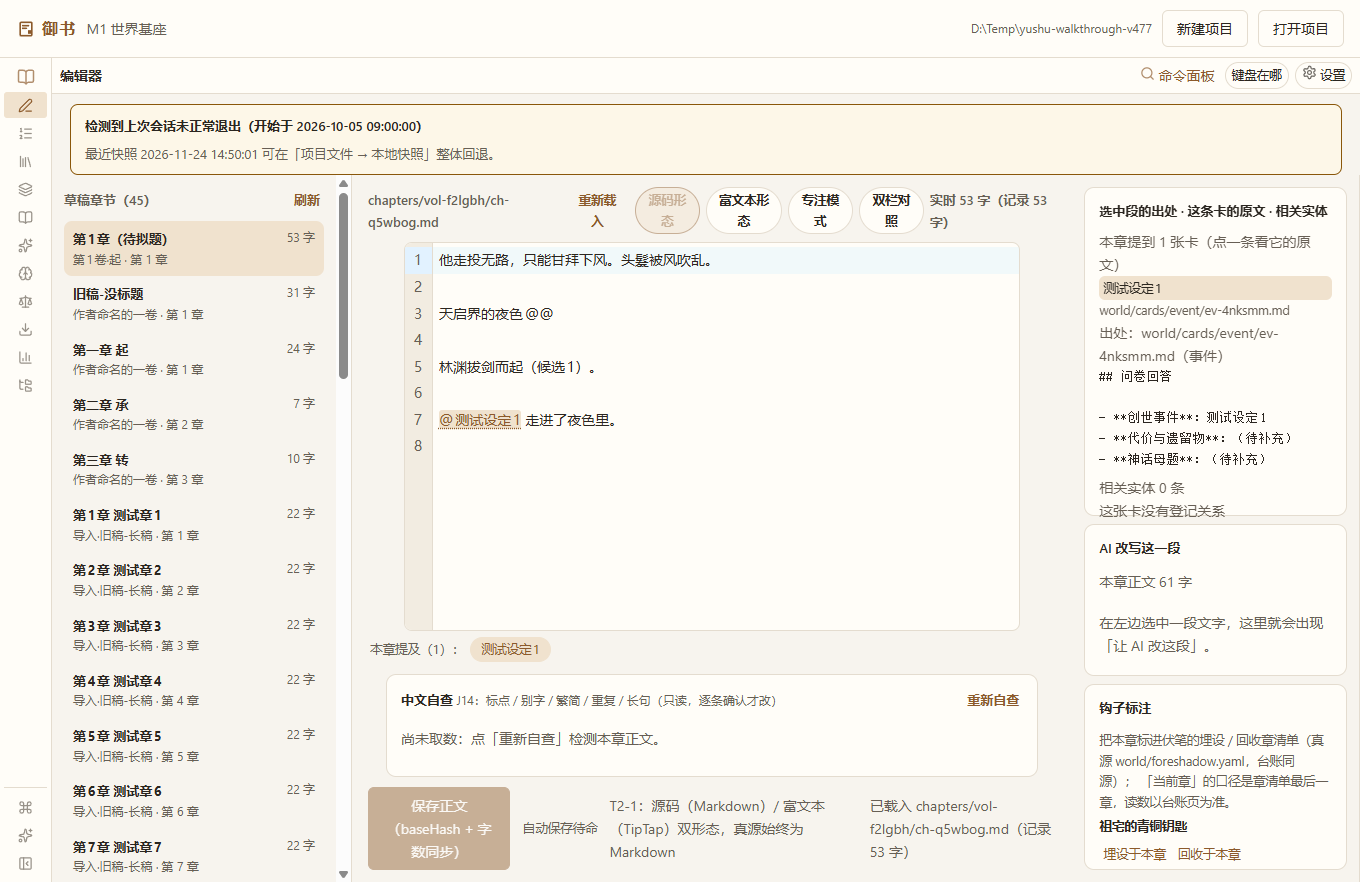 御书 M1 世界基座
D:\Temp\yushu-walkthrough-v477 新建项目 打开项目
编辑器
命令面板 键盘在哪 设置
检测到上次会话未正常退出（开始于 2026-10-05 09:00:00）
最近快照 2026-11-24 14:50:01 可在「项目文件 → 本地快照」整体回退。
草稿章节（45） 刷新
第1章（待拟题） 53 字
第1卷·起 · 第 1 章
旧稿-没标题 31 字
作者命名的一卷 · 第 1 章
第一章 起 24 字
作者命名的一卷 · 第 1 章
第二章 承 7 字
作者命名的一卷 · 第 2 章
第三章 转 10 字
作者命名的一卷 · 第 3 章
第1章 测试章1 22 字
导入·旧稿-长稿 · 第 1 章
第2章 测试章2 22 字
导入·旧稿-长稿 · 第 2 章
第3章 测试章3 22 字
导入·旧稿-长稿 · 第 3 章
第4章 测试章4 22 字
导入·旧稿-长稿 · 第 4 章
第5章 测试章5 22 字
导入·旧稿-长稿 · 第 5 章
第6章 测试章6 22 字
导入·旧稿-长稿 · 第 6 章
第7章 测试章7 22 字
导入·旧稿-长稿 · 第 7 章
chapters/vol-f2lgbh/ch-
q5wbog.md
重新载
入
源码形
态
富文本形
态
专注模
式
双栏对
照
实时 53 字（记录 53
字）
1 他走投无路，只能甘拜下风。头髮被风吹乱。
2
3 天启界的夜色@@
4
5 林渊拔剑而起（候选1）。
6
7 @测试设定1 走进了夜色里。
8
本章提及（1）： 测试设定1
中文自查 J14：标点 / 别字 / 繁简 / 重复 / 长句（只读，逐条确认才改） 重新自查
尚未取数：点「重新自查」检测本章正文。
保存正文
（baseHash + 字
数同步）
自动保存待命
T2-1：源码（Markdown）/ 富文本
（TipTap）双形态，真源始终为
Markdown
已载入 chapters/vol-
f2lgbh/ch-q5wbog.md（记录
53 字）
选中段的出处 · 这条卡的原文 · 相关实体
本章提到 1 张卡（点一条看它的原
文）
测试设定1
world/cards/event/ev-4nksmm.md
出处：world/cards/event/ev-
4nksmm.md（事件）
## 问卷回答
- **创世事件**: 测试设定1
- **代价与遗留物**: （待补充）
- **神话母题**: （待补充）
相关实体 0 条
这张卡没有登记关系
AI 改写这一段
本章正文 61 字
在左边选中一段文字，这里就会出现
「让 AI 改这段」。
钩子标注
把本章标进伏笔的埋设 / 回收章清单（真
源 world/foreshadow.yaml，台账同
源）；「当前章」的口径是章清单最后一
章，读数以台账页为准。
祖宅的青铜钥匙
埋设于本章 回收于本章